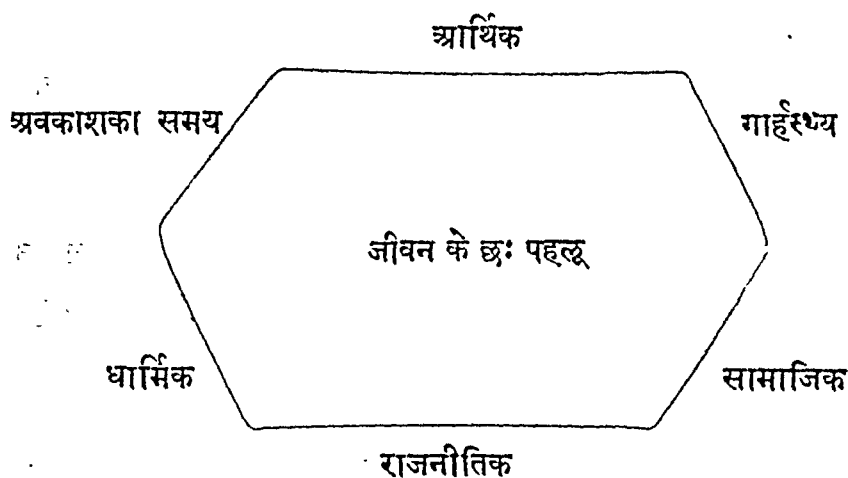 आर्थिक
अवकाशका समय
गार्हस्थ्य
जीवन के छः पहलू
धार्मिक
सामाजिक
राजनीतिक